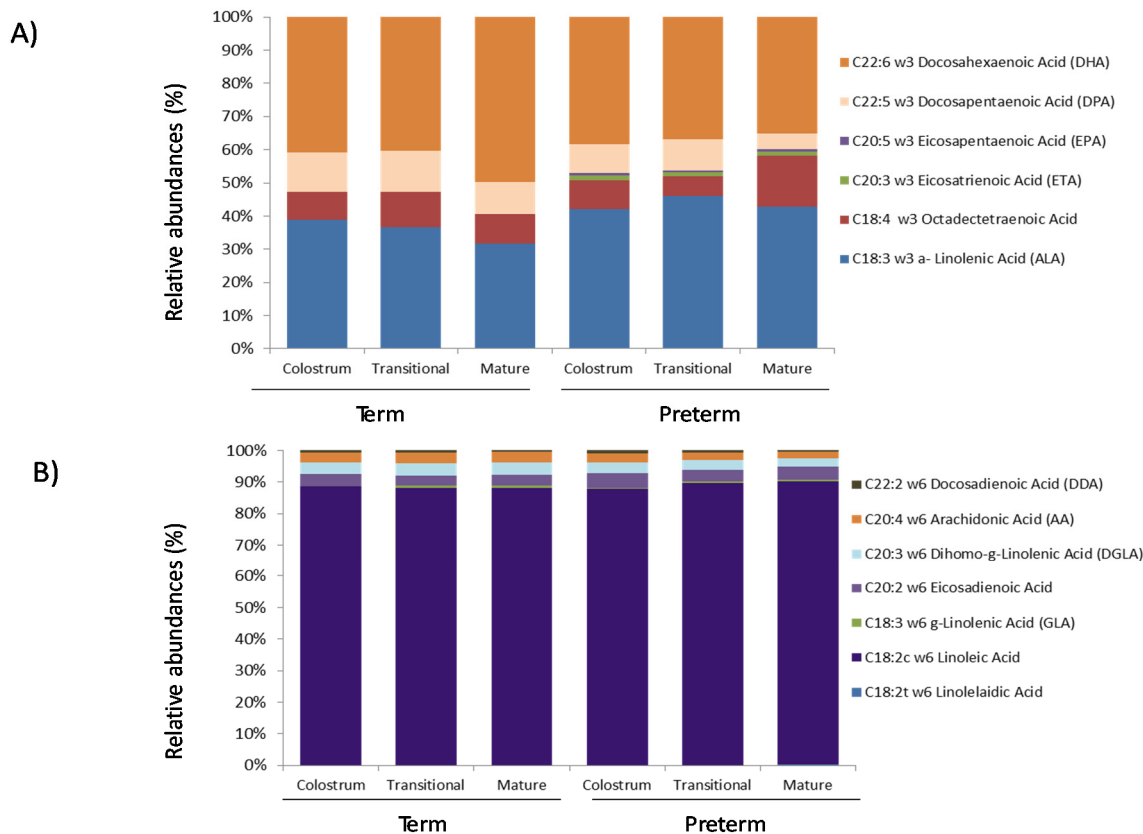 A)
Relative abundances (%)
100%
90%
80%
70%
60%
50%
40%
30%
20%
10%
0%
Colostrum Transitional Mature Colostrum Transitional Mature
Term Preterm
C22:6 w3 Docosahexaenoic Acid (DHA)
C22:5 w3 Docosapentaenoic Acid (DPA)
C20:5 w3 Eicosapentaenoic Acid (EPA)
C20:3 w3 Eicosatrienoic Acid (ETA)
C18:4 w3 Octadectetraenoic Acid
C18:3 w3 a- Linolenic Acid (ALA)
B)
Relative abundances (%)
100%
90%
80%
70%
60%
50%
40%
30%
20%
10%
0%
Colostrum Transitional Mature Colostrum Transitional Mature
Term Preterm
C22:2 w6 Docosadienoic Acid (DDA)
C20:4 w6 Arachidonic Acid (AA)
C20:3 w6 Dihomo-g-Linolenic Acid (DGLA)
C20:2 w6 Eicosadienoic Acid
C18:3 w6 g-Linolenic Acid (GLA)
C18:2c w6 Linoleic Acid
C18:2t w6 Linolelaidic Acid